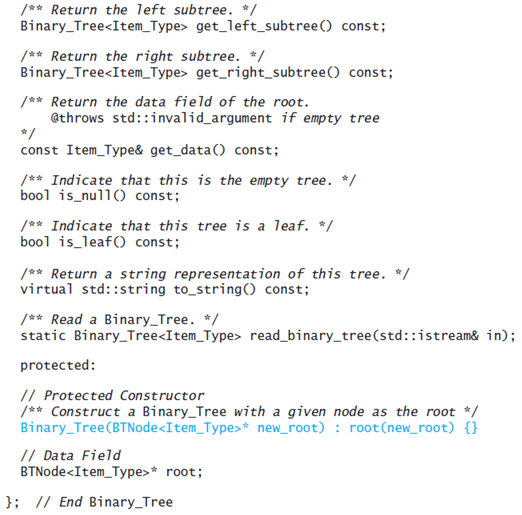 /** Return the left subtree. */
Binary_Tree<Item_Type> get_left_subtree() const;
/** Return the right subtree. */
Binary_Tree<Item_Type> get_right_subtree() const;
/** Return the data field of the root.
@throws std::invalid_argument if empty tree
*/
const Item_Type& get_data() const;
/** Indicate that this is the empty tree. */
bool is_null() const;
/** Indicate that this tree is a leaf. */
bool is_leaf() const;
/** Return a string representation of this tree. */
virtual std::string to_string() const;
/** Read a Binary_Tree. */
static Binary_Tree<Item_Type> read_binary_tree(std::istream& in);
protected:
// Protected Constructor
/** Construct a Binary_Tree with a given node as the root */
Binary_Tree(BTNode<Item_Type>* new_root) : root(new_root) {}
// Data Field
BTNode<Item_Type>* root;
}; // End Binary_Tree